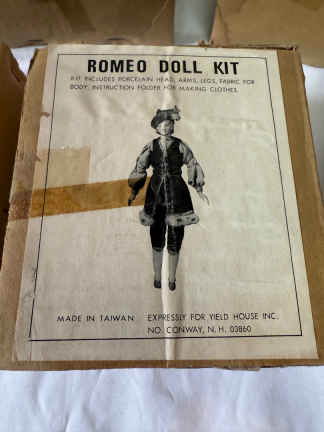 ROMEO DOLL KIT
KIT INCLUDES PORCELAIN HEAD, ARMS, LEGS, FABRIC FOR
BODY, INSTRUCTION FOLDER FOR MAKING CLOTHES.
MADE IN TAIWAN EXPRESSLY FOR YIELD HOUSE INC.
NO. CONWAY, N. H. 03860